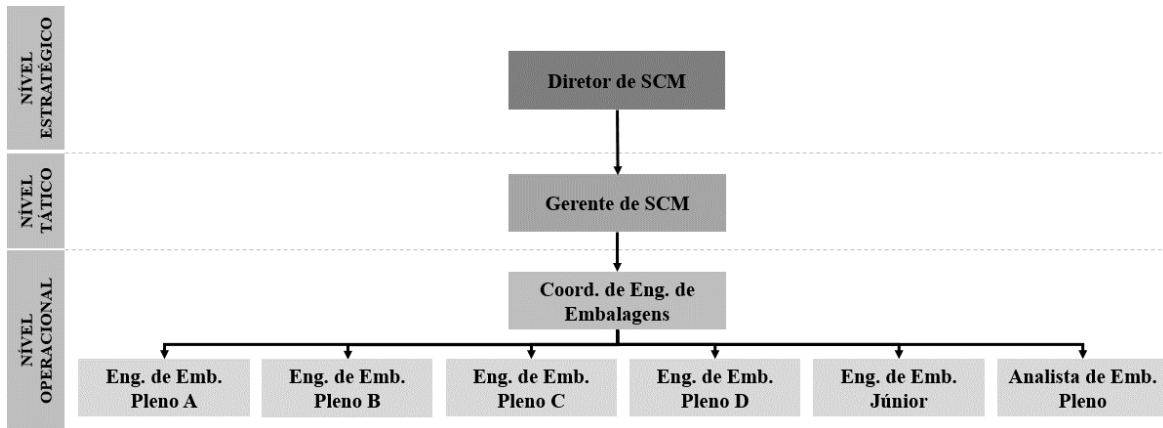 NÍVEL
ESTRATÉGICO
Diretor de SCM
NÍVEL
TÁTICO
Gerente de SCM
NÍVEL
OPERACIONAL
Coord. de Eng. de
Embalagens
Eng. de Emb.
Pleno A
Eng. de Emb.
Pleno B
Eng. de Emb.
Pleno C
Eng. de Emb.
Pleno D
Eng. de Emb.
Júnior
Analista de Emb.
Pleno